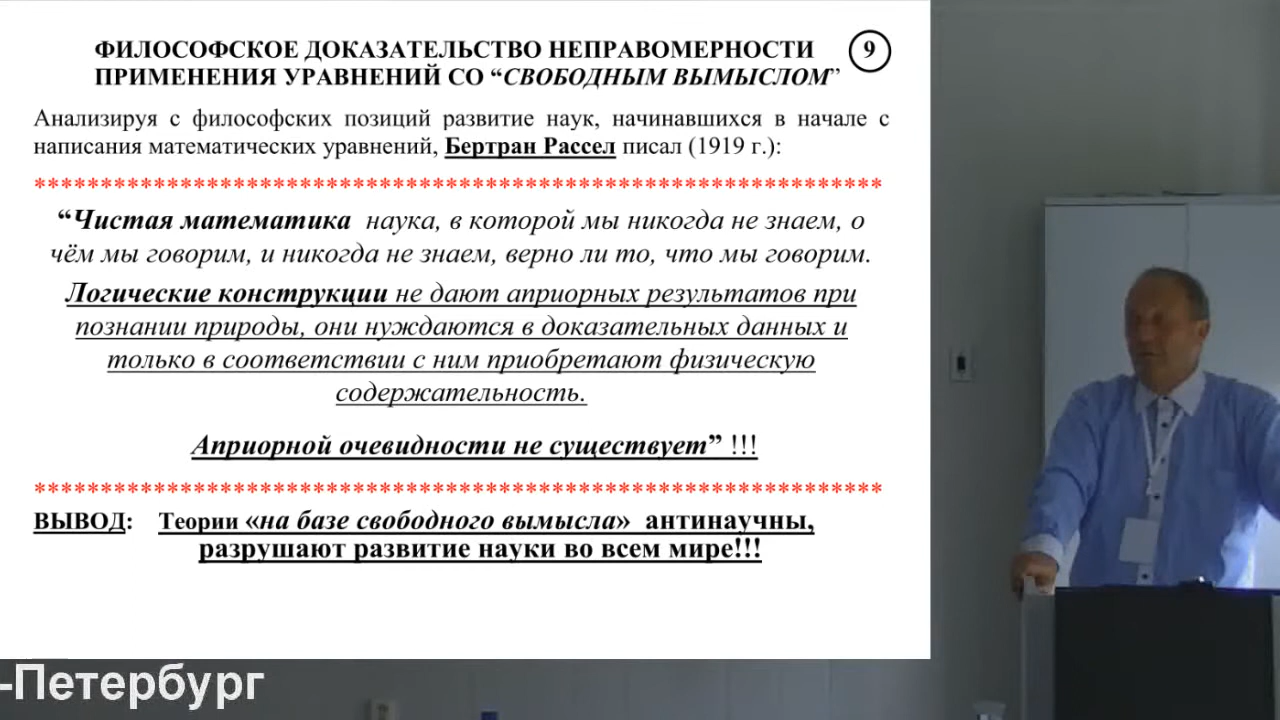 ФИЛОСОФСКОЕ ДОКАЗАТЕЛЬСТВО НЕПРАВОМЕРНОСТИ
ПРИМЕНЕНИЯ УРАВНЕНИЙ СО “СВОБОДНЫМ ВЫМЫСЛОМ”
9
Анализируя с философских позиций развитие наук, начинавшихся в начале с
написания математических уравнений, Бертран Рассел писал (1919 г.):
****************************************************************
“Чистая математика наука, в которой мы никогда не знаем, о
чём мы говорим, и никогда не знаем, верно ли то, что мы говорим.
Логические конструкции не дают априорных результатов при
познании природы, они нуждаются в доказательных данных и
только в соответствии с ним приобретают физическую
содержательность.
Априорной очевидности не существует” !!!
****************************************************************
ВЫВОД: Теории «на базе свободного вымысла» антинаучны,
разрушают развитие науки во всем мире!!!
-Петербург